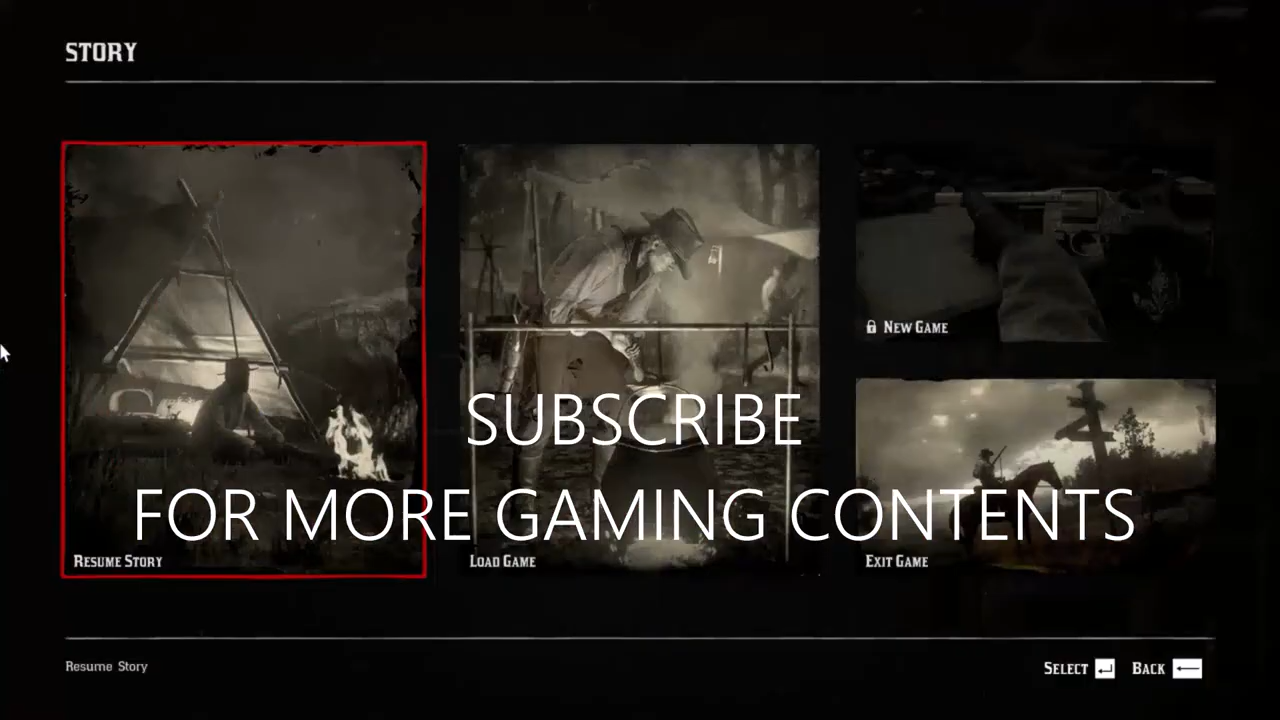 STORY
NEW GAME
SUBSCRIBE
FOR MORE GAMING CONTENTS
RESUME STORY
LOAD GAME
EXIT GAME
Resume Story
SELECT
BACK